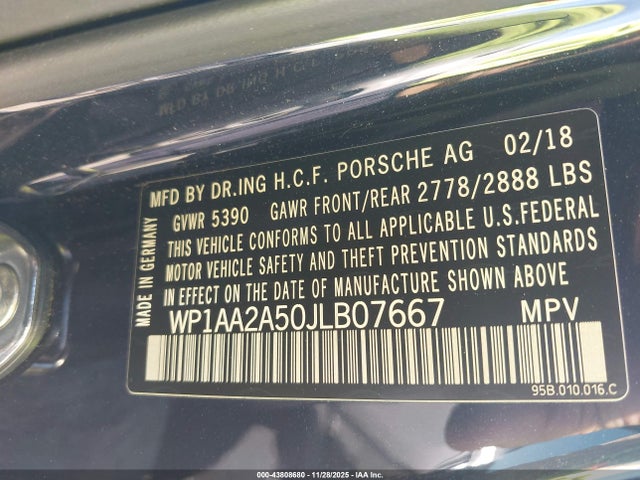 MFD BY DR.ING H.C.F. PORSCHE AG 02/18
GVWR 5390 GAWR FRONT/REAR 2778/2888 LBS
THIS VEHICLE CONFORMS TO ALL APPLICABLE U.S.FEDERAL
MOTOR VEHICLE SAFETY AND THEFT PREVENTION STANDARDS
IN EFFECT ON THE DATE OF MANUFACTURE SHOWN ABOVE
WP1AA2A50JLB07667 MPV
95B.010.016.C
MADE IN GERMANY
000-43808680 - 11/28/2025 - IAA Inc.